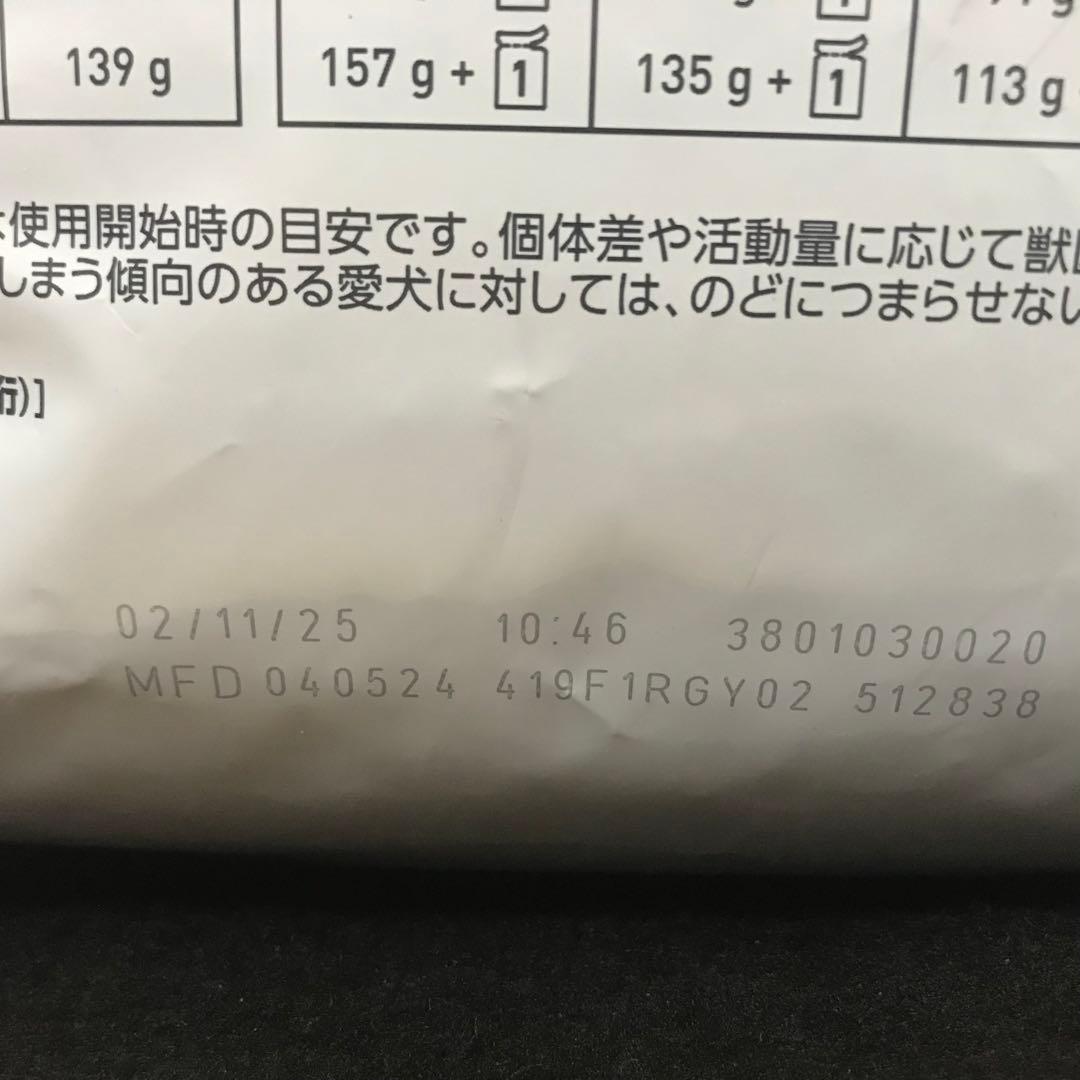 139 g
157 g + 1
135 g + 1
113 g
使用開始時の目安です。個体差や活動量に応じて獣
しまう傾向のある愛犬に対しては、のどにつまらせない
桁)]
02/11/25 10:46 3801030020
MFD 040524 419F1RGY02 512838